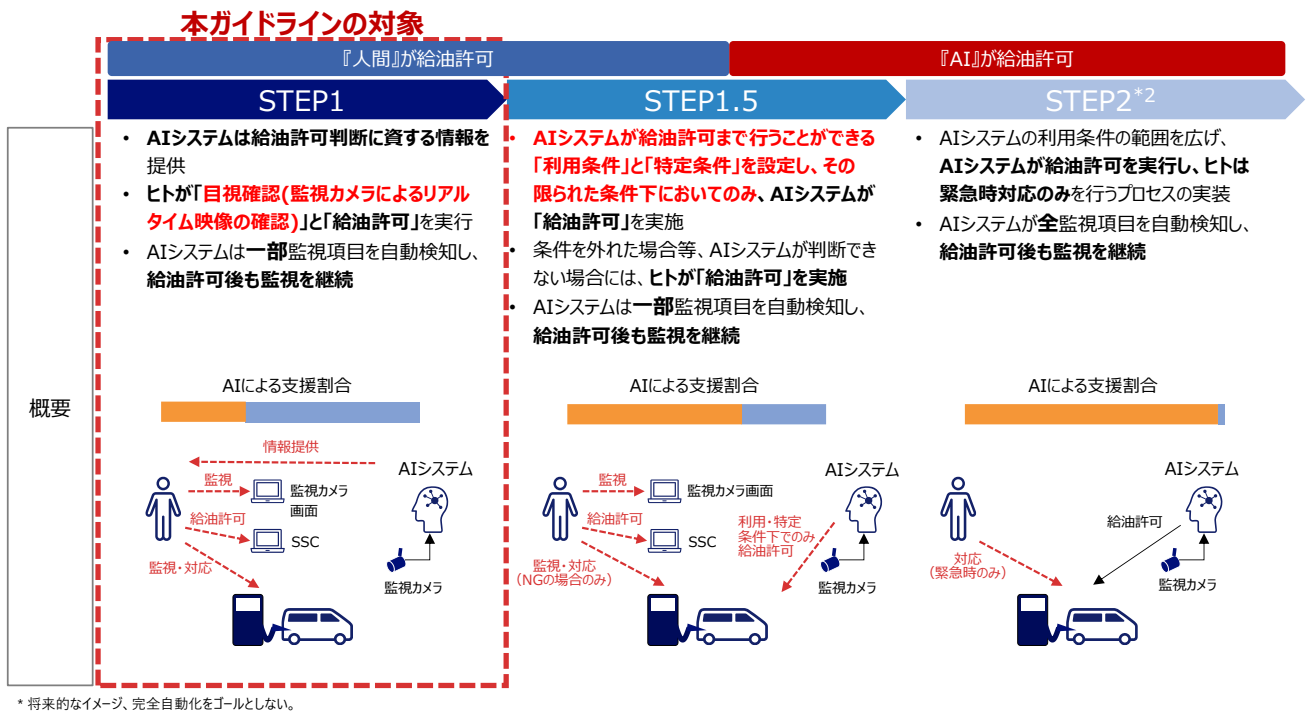 本ガイドラインの対象
『人間』が給油許可
『AI』が給油許可
STEP1
STEP1.5
STEP2*2
概要
• AIシステムは給油許可判断に資する情報を
提供
• ヒトが「目視確認(監視カメラによるリアル
タイム映像の確認)」と「給油許可」を実行
• AIシステムは一部監視項目を自動検知し、
給油許可後も監視を継続
AIによる支援割合
情報提供
AIシステム
監視
監視カメラ
画面
給油許可
SSC
監視・対応
監視カメラ
• AIシステムが給油許可まで行うことができる
「利用条件」と「特定条件」を設定し、その
限られた条件下においてのみ、AIシステムが
「給油許可」を実施
• 条件を外れた場合等、AIシステムが判断でき
ない場合には、ヒトが「給油許可」を実施
• AIシステムは一部監視項目を自動検知し、
給油許可後も監視を継続
AIによる支援割合
AIシステム
監視
監視カメラ画面
給油許可
SSC
利用・特定
条件下でのみ
給油許可
監視・対応
(NGの場合のみ)
監視カメラ
• AIシステムの利用条件の範囲を広げ、
AIシステムが給油許可を実行し、ヒトは
緊急時対応のみを行うプロセスの実装
• AIシステムが全監視項目を自動検知し、
給油許可後も監視を継続
AIによる支援割合
AIシステム
給油許可
対応
(緊急時のみ)
監視カメラ
* 将来的なイメージ、完全自動化をゴールとしない。